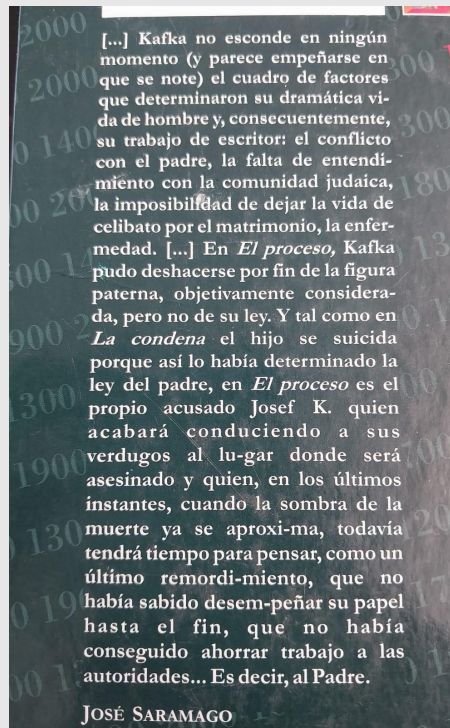 [...] Kafka no esconde en ningún
momento (y parece empeñarse en
que se note) el cuadro de factores
que determinaron su dramática vi-
da de hombre y, consecuentemente,
su trabajo de escritor: el conflicto
con el padre, la falta de entendi-
miento con la comunidad judaica,
la imposibilidad de dejar la vida de
celibato por el matrimonio, la enfer-
medad. [...] En El proceso, Kafka
pudo deshacerse por fin de la figura
paterna, objetivamente considera-
da, pero no de su ley. Y tal como en
La condena el hijo se suicida
porque así lo había determinado la
ley del padre, en El proceso es el
propio acusado Josef K. quien
acabará conduciendo a sus
verdugos al lu-gar donde será
asesinado y quien, en los últimos
instantes, cuando la sombra de la
muerte ya se aproxi-ma, todavía
tendrá tiempo para pensar, como un
último remordi-miento, que no
había sabido desem-peñar su papel
hasta el fin, que no había
conseguido ahorrar trabajo a las
autoridades... Es decir, al Padre.
JOSÉ SARAMAGO